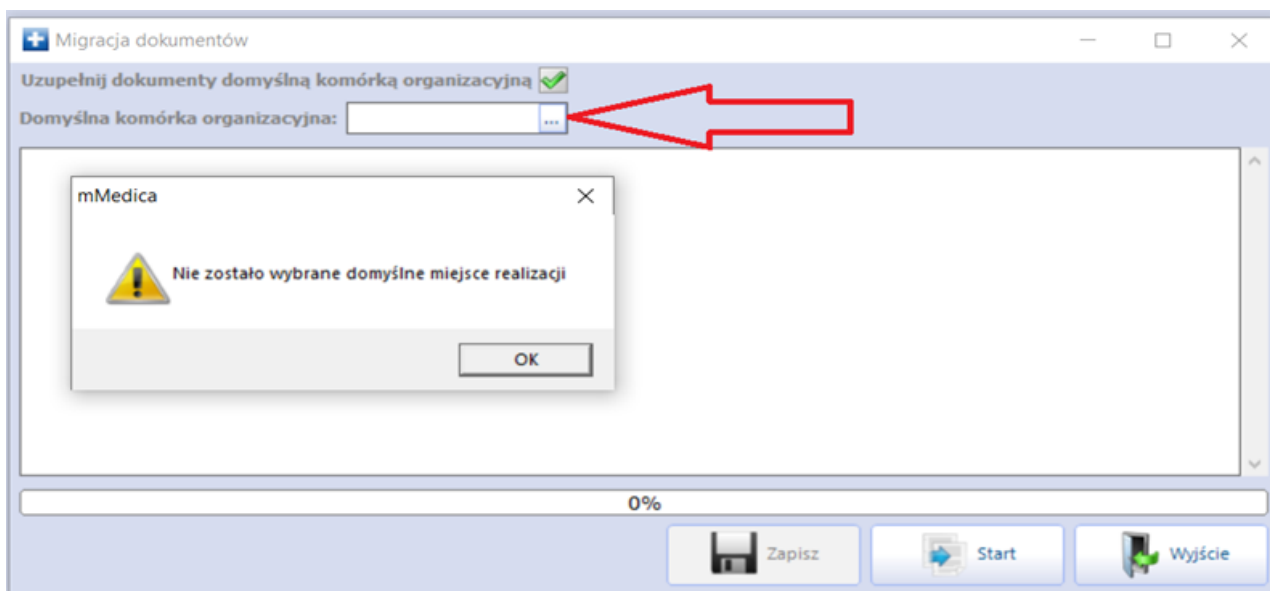 Migracja dokumentów
Uzupełnij dokumenty domyślną komórką organizacyjną
Domyślna komórka organizacyjna:
...
mMedica
Nie zostało wybrane domyślne miejsce realizacji
OK
0%
Zapisz Start Wyjście